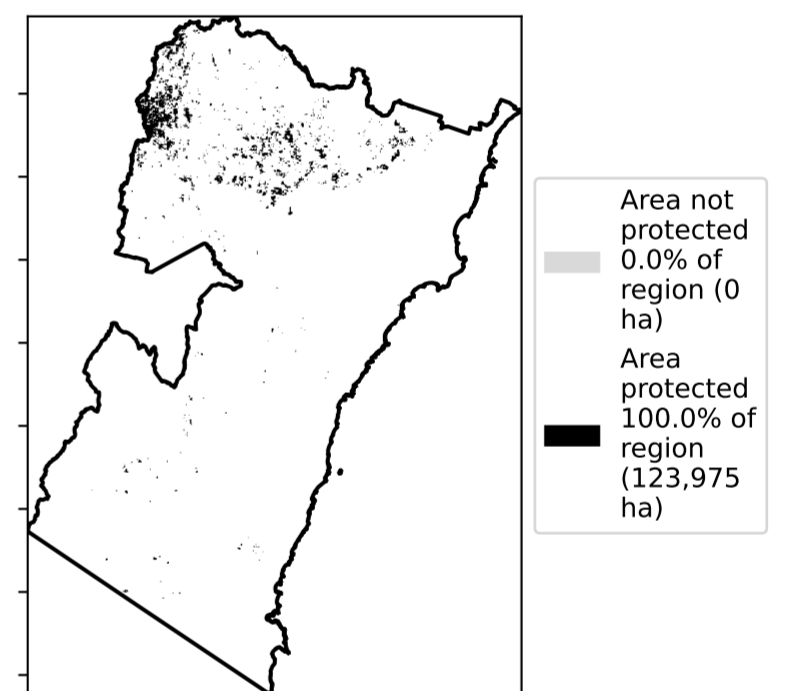 Area not
protected
0.0% of
region (0
ha)
Area
protected
100.0% of
region
(123,975
ha)